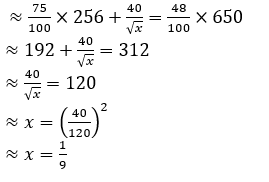 ≈ 75/100 × 256 + 40/√x = 48/100 × 650
≈ 192 + 40/√x = 312
≈ 40/√x = 120
≈ x = (40/120)²
≈ x = 1/9